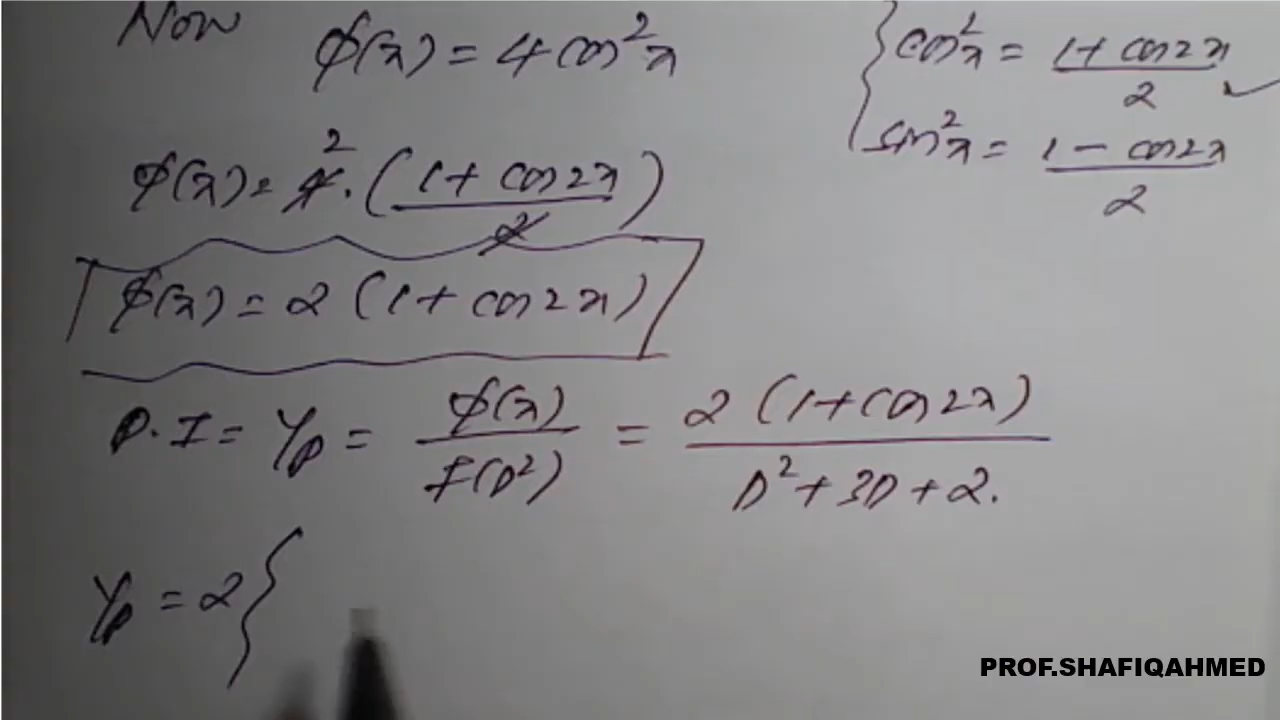 Now φ(x) = 4 cos²x
cos²x = (1 + cos2x)/2 ✓
sin²x = (1 - cos2x)/2
φ(x) = 4̸ 2 . ((1 + cos2x)/2̸)
φ(x) = 2 (1 + cos2x)
P.I = Yp = φ(x)/F(D²) = 2 (1 + cos2x)/(D² + 3D + 2.)
Yp = 2 {
PROF.SHAFIQAHMED